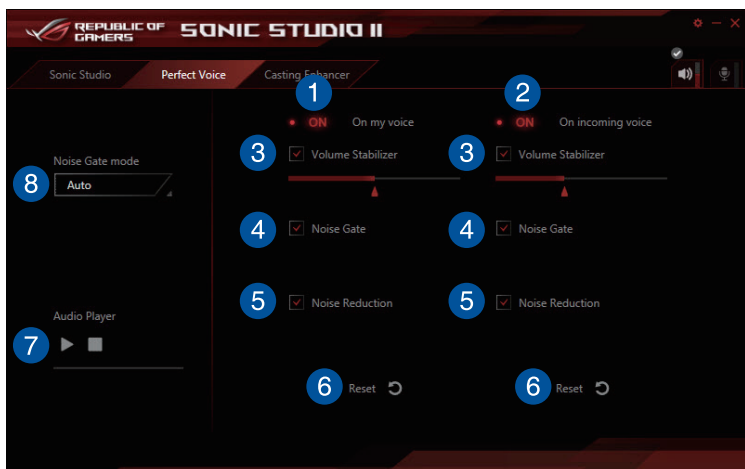 REPUBLIC OF
GAMERS
SONIC STUDIO II
Sonic Studio
Perfect Voice
Casting Enhancer
1
2
ON
On my voice
ON
On incoming voice
3
Volume Stabilizer
3
Volume Stabilizer
Noise Gate mode
8
Auto
4
Noise Gate
4
Noise Gate
5
Noise Reduction
5
Noise Reduction
Audio Player
7
6
Reset
6
Reset